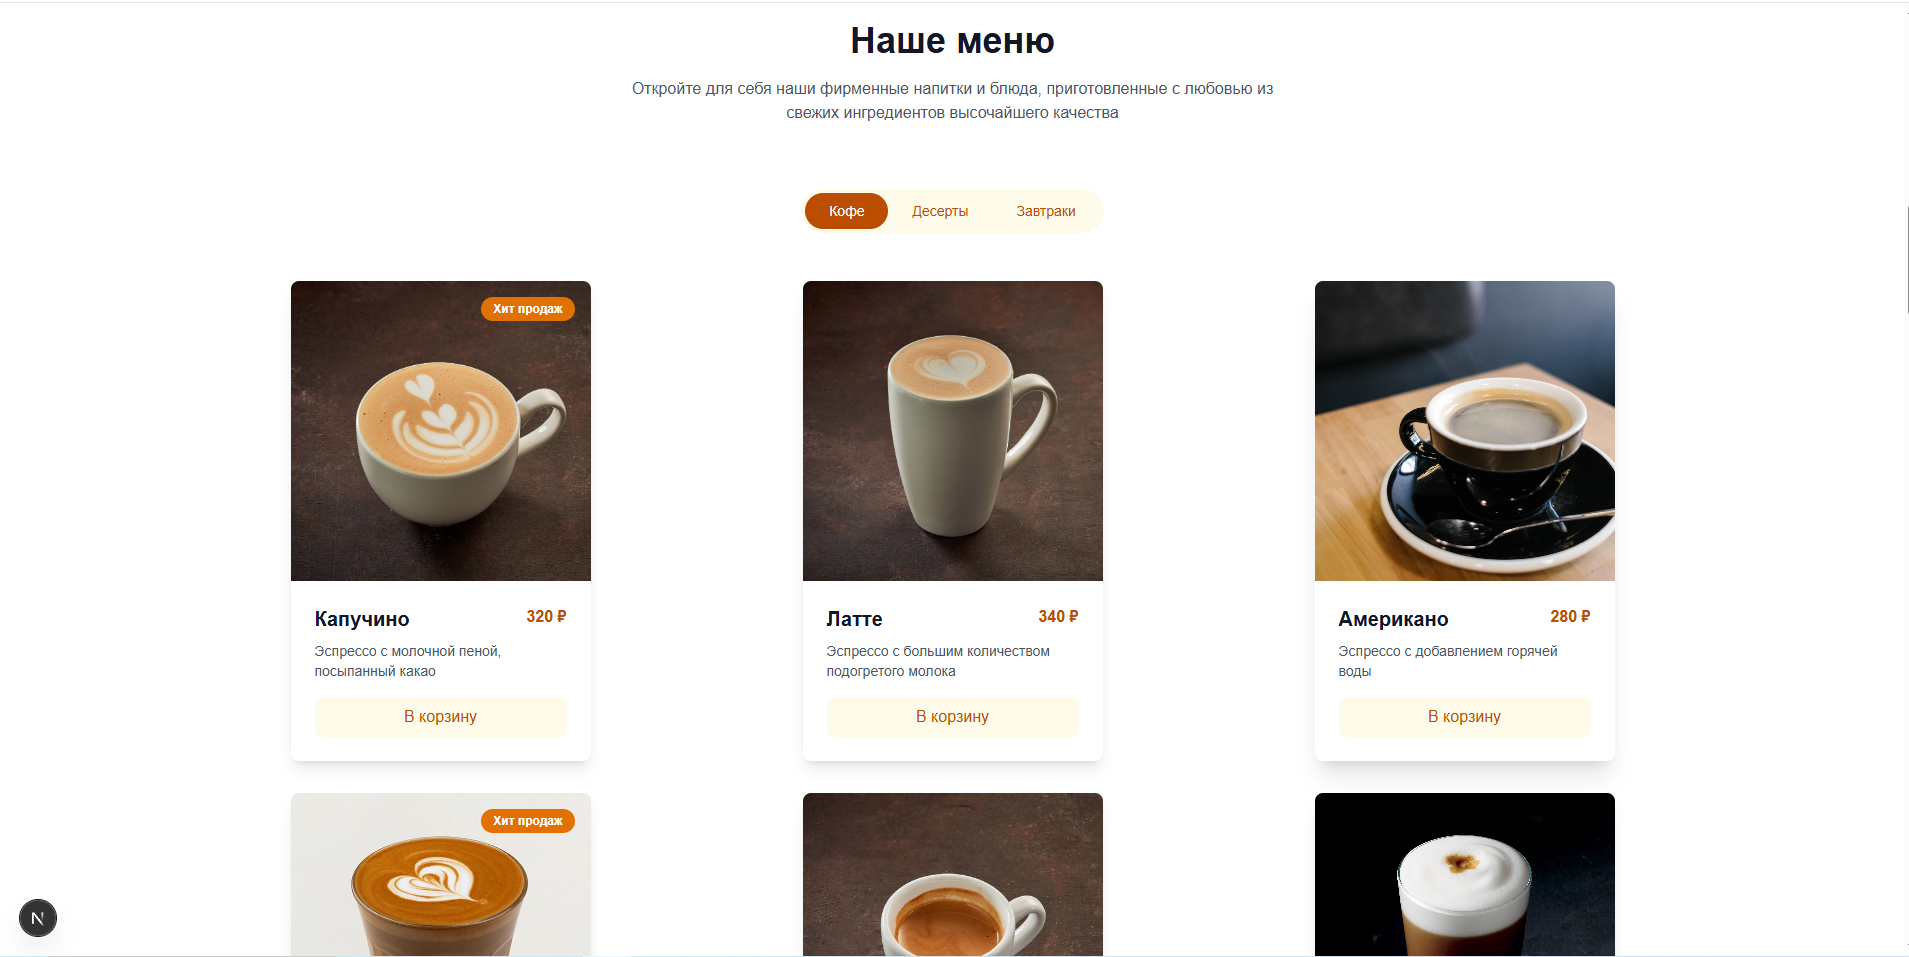 Наше меню
Откройте для себя наши фирменные напитки и блюда, приготовленные с любовью из
свежих ингредиентов высочайшего качества
Кофе
Десерты
Завтраки
Хит продаж
Капучино
320 ₽
Эспрессо с молочной пеной,
посыпанный какао
В корзину
Латте
340 ₽
Эспрессо с большим количеством
подогретого молока
В корзину
Американо
280 ₽
Эспрессо с добавлением горячей
воды
В корзину
Хит продаж
N